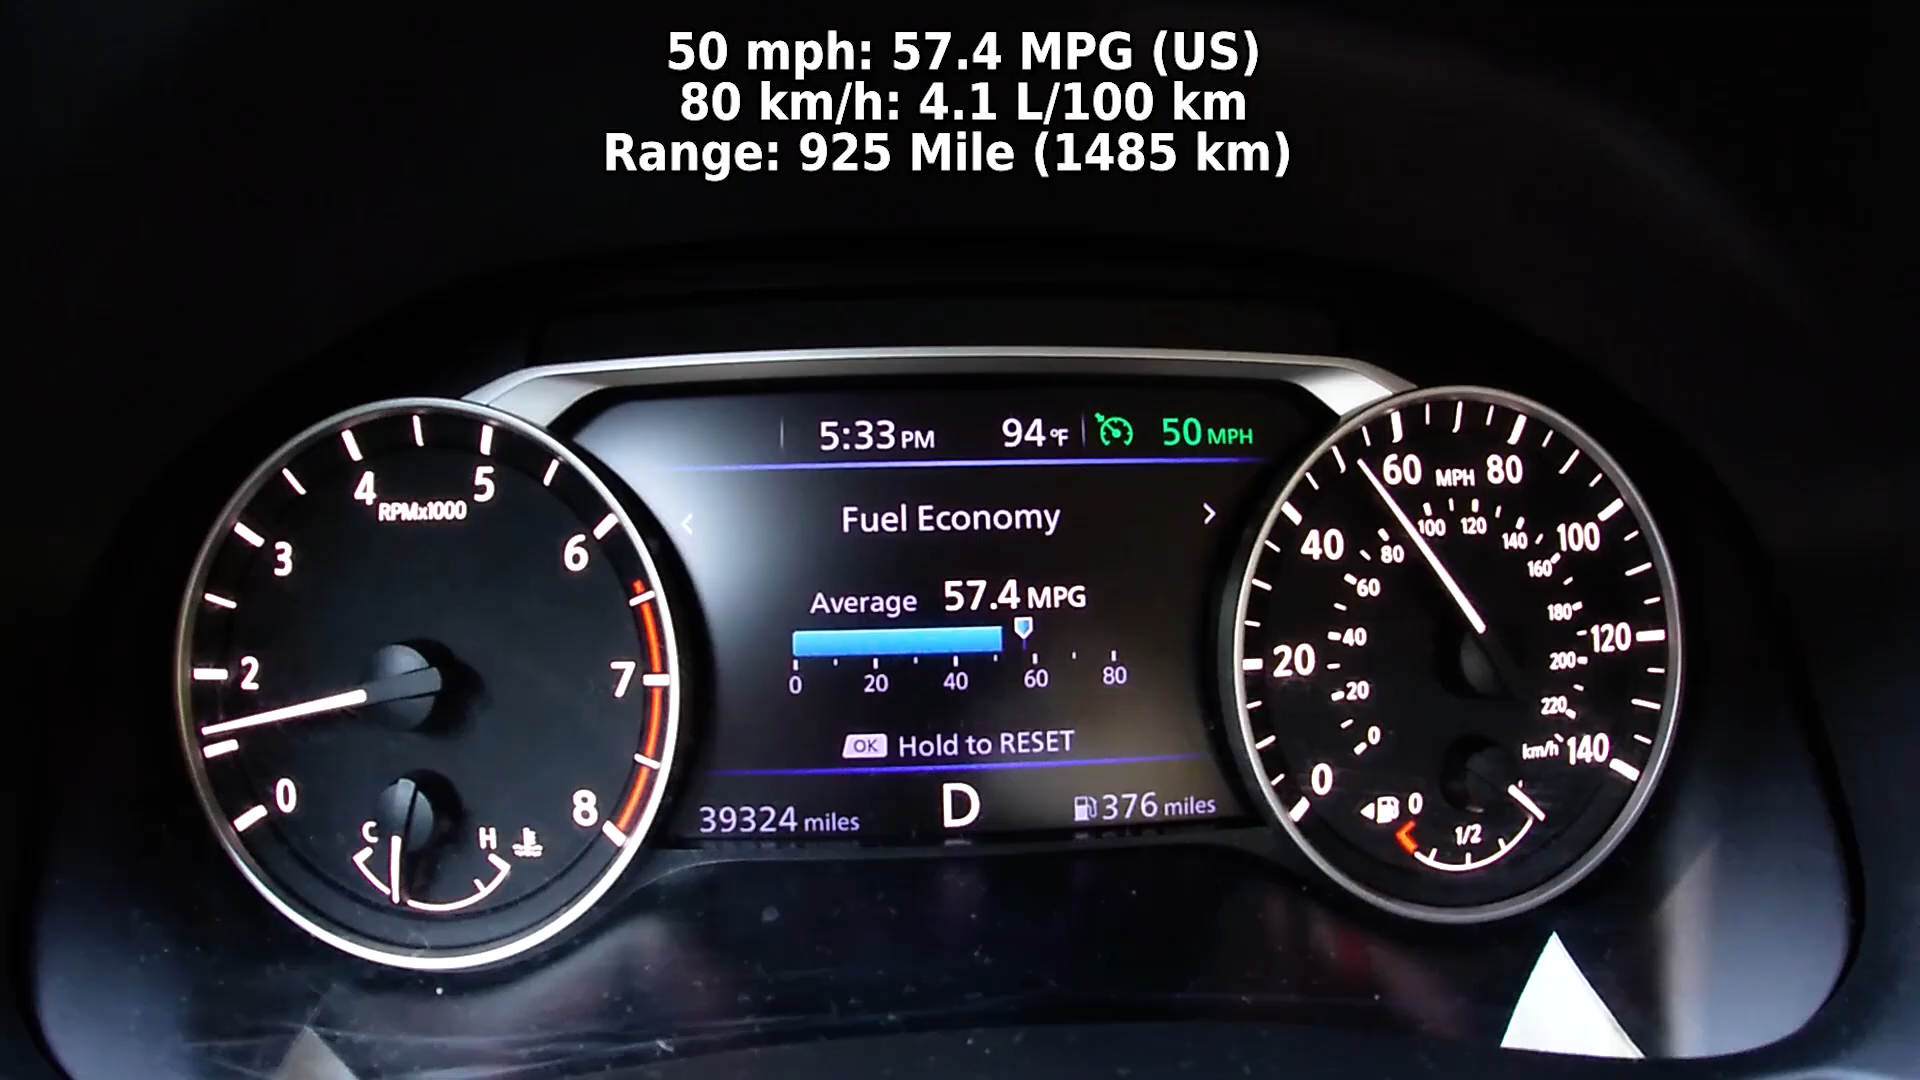 50 mph: 57.4 MPG (US)
80 km/h: 4.1 L/100 km
Range: 925 Mile (1485 km)
5:33 PM 94°F 50 MPH
Fuel Economy
Average 57.4 MPG
0 20 40 60 80
OK Hold to RESET
39324 miles D 376 miles
0 2 3 4 5 6 7 8
RPMx1000
C H
0 20 40 60 80 100 120 140
MPH
0 20 40 60 80 100 120 140 160 180 200 220
km/h
0 1/2